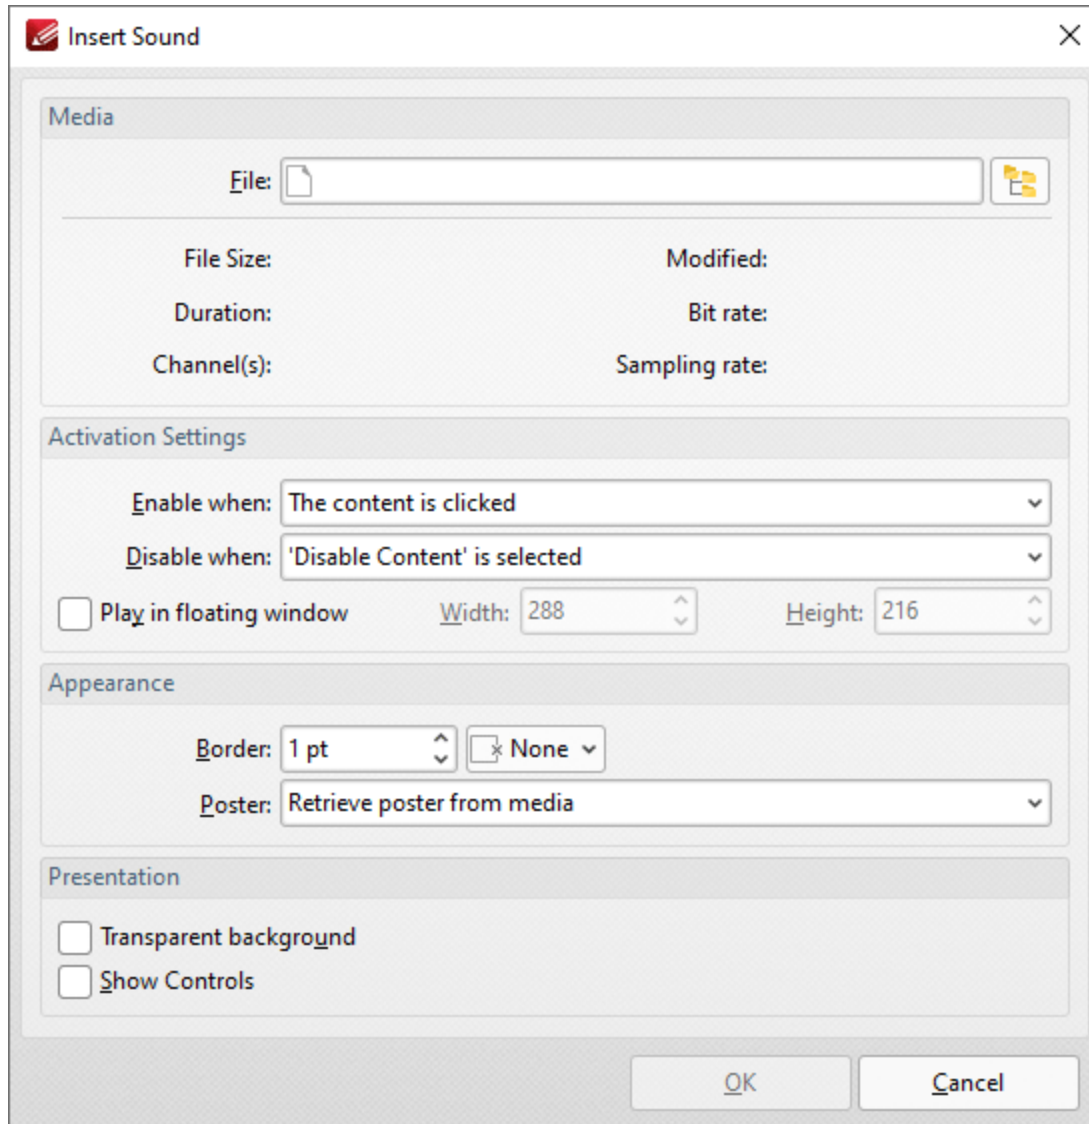 Insert Sound
Media
File:
File Size: Modified:
Duration: Bit rate:
Channel(s): Sampling rate:
Activation Settings
Enable when: The content is clicked
Disable when: 'Disable Content' is selected
Play in floating window Width: 288 Height: 216
Appearance
Border: 1 pt None
Poster: Retrieve poster from media
Presentation
Transparent background
Show Controls
OK Cancel